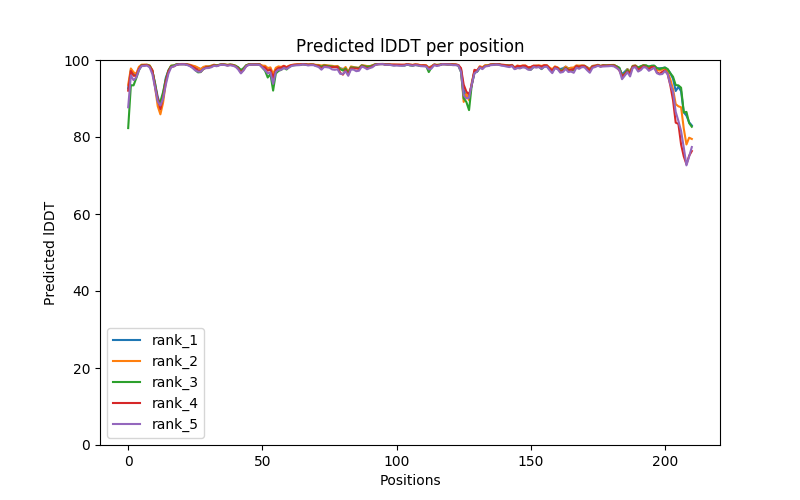 Predicted lDDT per position
Predicted lDDT
100
80
60
40
20
0
rank_1
rank_2
rank_3
rank_4
rank_5
0 50 100 150 200
Positions